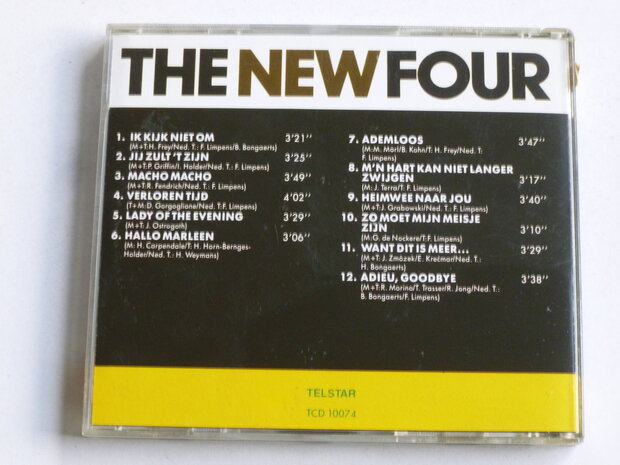 THE NEW FOUR
1. IK KIJK NIET OM 3'21''
(M+T:H. Frey/Ned. T.: F. Limpens/B. Bongaerts)
2. JIJ ZULT 'T ZIJN 3'25''
(M+T:P. Griffin/I. Holder/Ned. T.: F. Limpens)
3. MACHO MACHO 3'49''
(M+T:R. Fendrich/Ned. T.: F. Limpens)
4. VERLOREN TIJD 4'02''
(T+M:D. Gorgoglione/Ned. T.F. Limpens)
5. LADY OF THE EVENING 3'29''
(M+T: J. Ostrogoth)
6. HALLO MARLEEN 3'06''
(M: H. Carpendale/T: H. Horn-Bernges-
Holder/Ned. T.: H. Weymans)
7. ADEMLOOS 3'47''
(M:M. Mörl/B. Kohn/T: H. Frey/Ned. T:
F. Limpens)
8. M'N HART KAN NIET LANGER
ZWIJGEN 3'17''
(M: J. Terra/T: F. Limpens)
9. HEIMWEE NAAR JOU 3'40''
(M+T:J. Grabowski/Ned. T.: F. Limpens)
10. ZO MOET MIJN MEISJE
ZIJN 3'10''
(M:G. de Nockere/T:F. Limpens)
11. WANT DIT IS MEER... 3'29''
(M+T: J. Zmôzek/E. Krečmar/Ned. T.:
H. Bongaerts)
12. ADIEU, GOODBYE 3'38''
(M+T:R. Marino/T. Trasser/R. Jong/Ned. T.:
B. Bongaerts/F. Limpens)
TELSTAR
TCD 10074